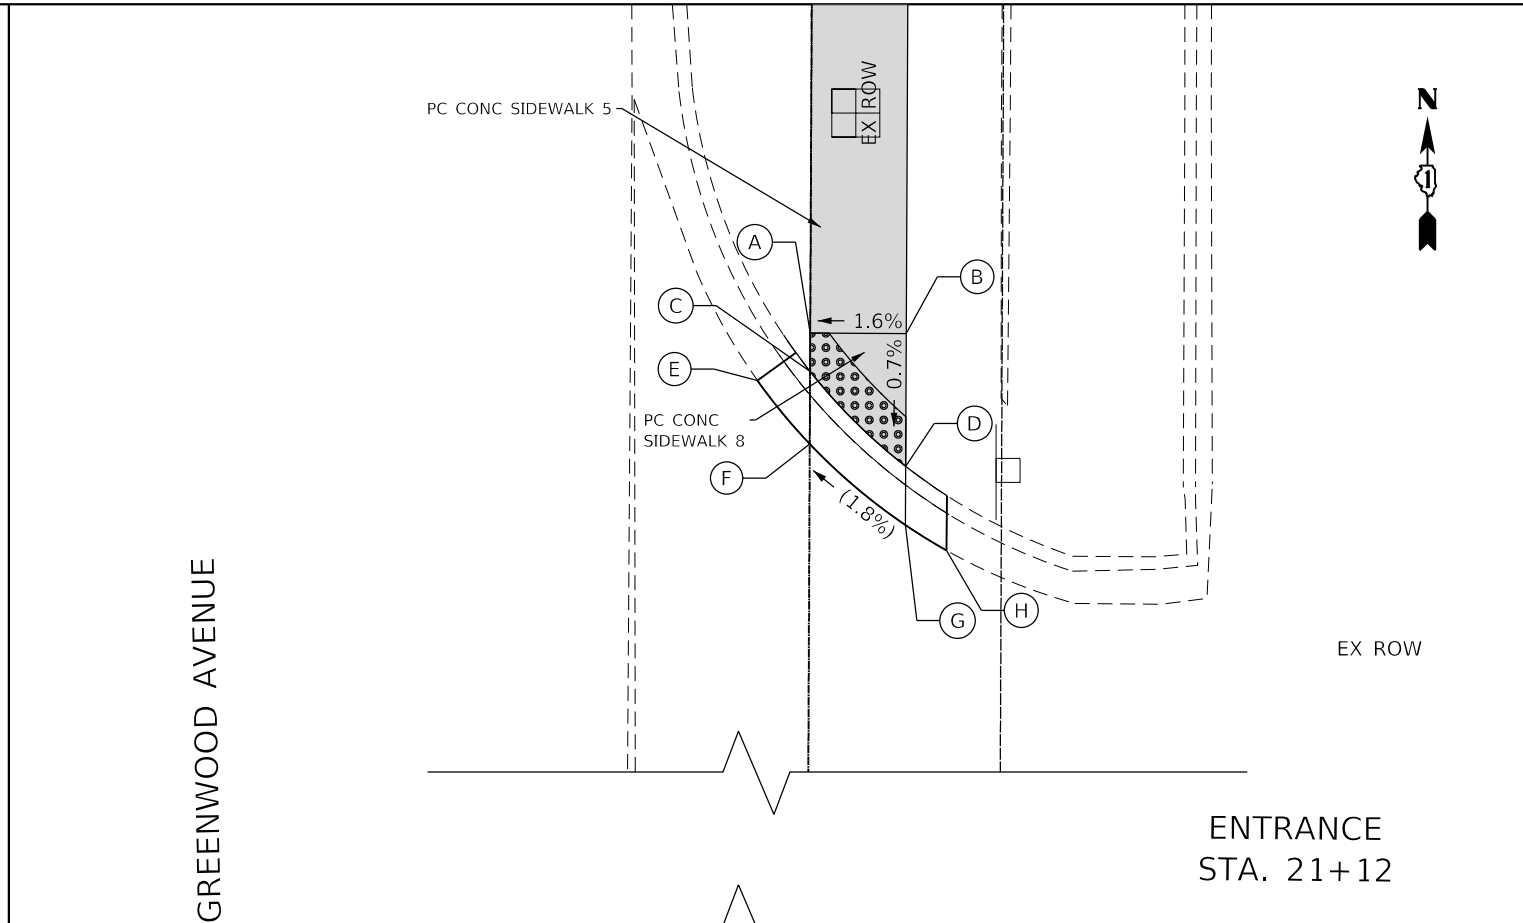 EX ROW
N
1
PC CONC SIDEWALK 5
A
B
C
1.6%
0.7%
E
PC CONC
SIDEWALK 8
D
F
(1.8%)
H
G
EX ROW
GREENWOOD AVENUE
ENTRANCE
STA. 21+12